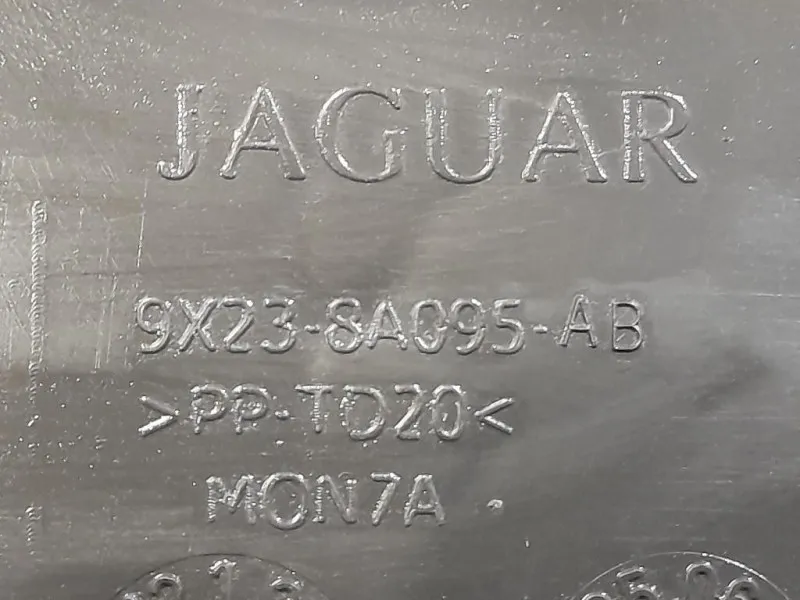 JAGUAR
9X23-8A095-AB
>PP-TD20<
MON7A